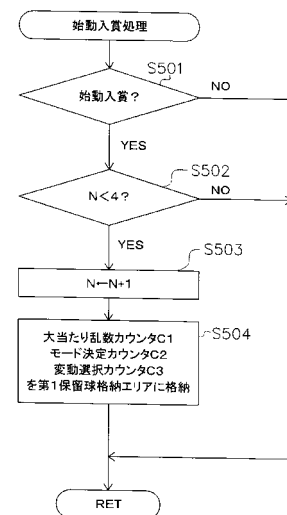 始動入賞処理
S501
始動入賞？
NO
YES
S502
N＜4？
NO
YES
S503
N←N+1
S504
大当たり乱数カウンタC1
モード決定カウンタC2
変動選択カウンタC3
を第1保留球格納エリアに格納
RET